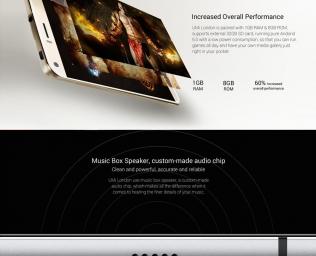 Increased Overall Performance
UMi London is packed with 1GB RAM & 8GB ROM,
supports external 32GB SD card, running pure Android
6.0 with a low power consumption, so that you can run
games all day and have your own media gallery just
right in your pocket
1GB
RAM
8GB
ROM
60% increased
overall performance
Music Box Speaker, custom-made audio chip
Clean and powerful, accurate and reliable
UMi London use music box speaker, a custom-made
audio chip, which makes all the difference when it
comes to hearing the finer details of your music.